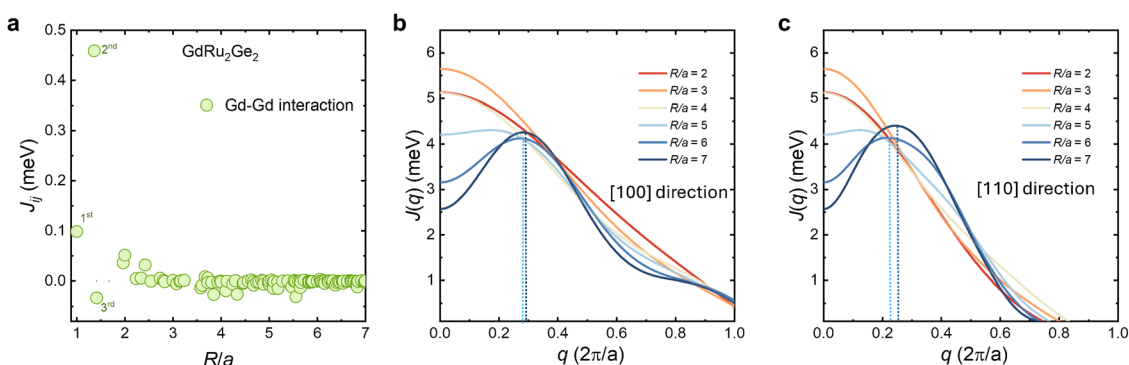 a
GdRu₂Ge₂
2ⁿᵈ
Gd-Gd interaction
1ˢᵗ
3ʳᵈ
Jᵢⱼ (meV)
0.5
0.4
0.3
0.2
0.1
0.0
1 2 3 4 5 6 7
R/a
b
R/a = 2
R/a = 3
R/a = 4
R/a = 5
R/a = 6
R/a = 7
[100] direction
J(q) (meV)
6
5
4
3
2
1
0.0 0.2 0.4 0.6 0.8 1.0
q (2π/a)
c
R/a = 2
R/a = 3
R/a = 4
R/a = 5
R/a = 6
R/a = 7
[110] direction
J(q) (meV)
6
5
4
3
2
1
0.0 0.2 0.4 0.6 0.8 1.0
q (2π/a)